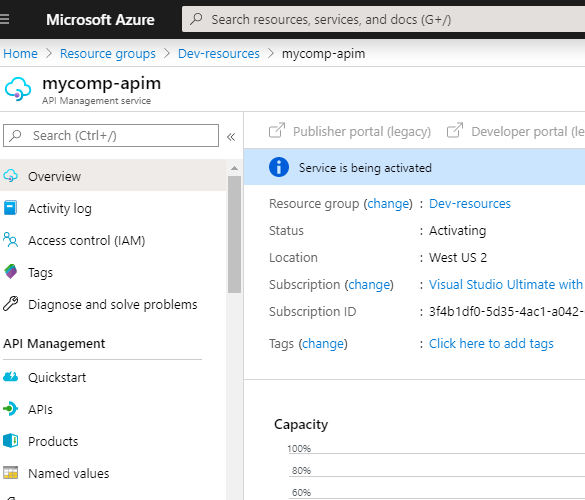 Microsoft Azure
Search resources, services, and docs (G+/)
Home > Resource groups > Dev-resources > mycomp-apim
mycomp-apim
API Management service
Search (Ctrl+/)
«
Publisher portal (legacy)
Developer portal (le
Service is being activated
Overview
Activity log
Access control (IAM)
Tags
Diagnose and solve problems
API Management
Quickstart
APIs
Products
Named values
Resource group (change) : Dev-resources
Status : Activating
Location : West US 2
Subscription (change) : Visual Studio Ultimate with
Subscription ID : 3f4b1df0-5d35-4ac1-a042-
Tags (change) : Click here to add tags
Capacity
100%
80%
60%